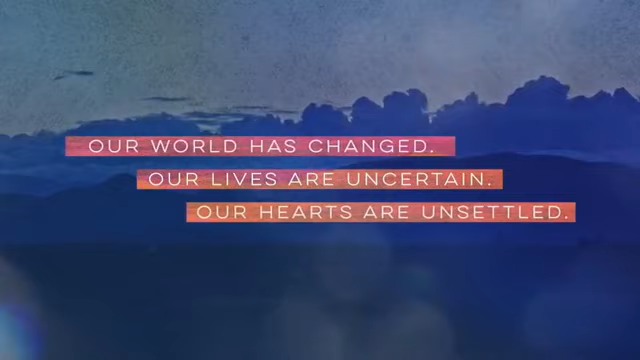 OUR WORLD HAS CHANGED.
OUR LIVES ARE UNCERTAIN.
OUR HEARTS ARE UNSETTLED.